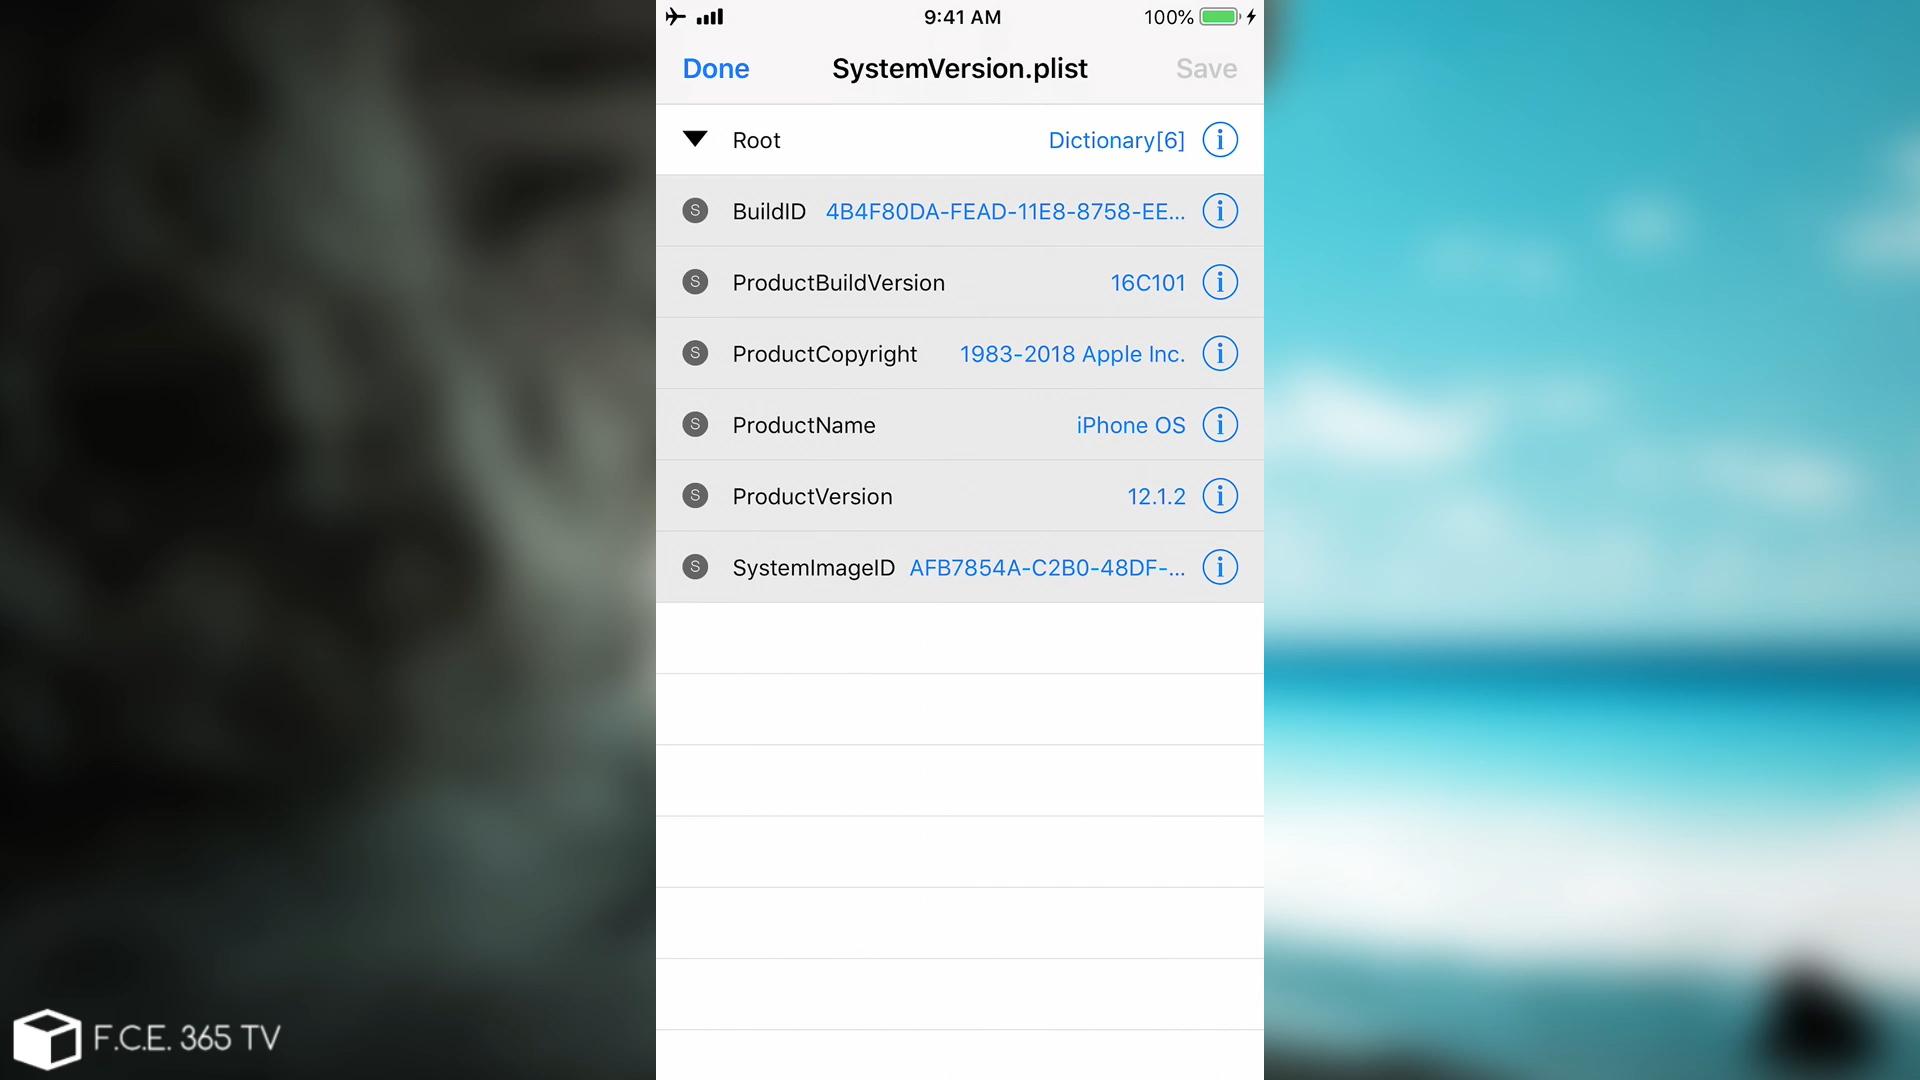 9:41 AM
100%
Done
SystemVersion.plist
Save
Root
Dictionary[6]
S BuildID 4B4F80DA-FEAD-11E8-8758-EE...
S ProductBuildVersion 16C101
S ProductCopyright 1983-2018 Apple Inc.
S ProductName iPhone OS
S ProductVersion 12.1.2
S SystemImageID AFB7854A-C2B0-48DF-...
F.C.E. 365 TV